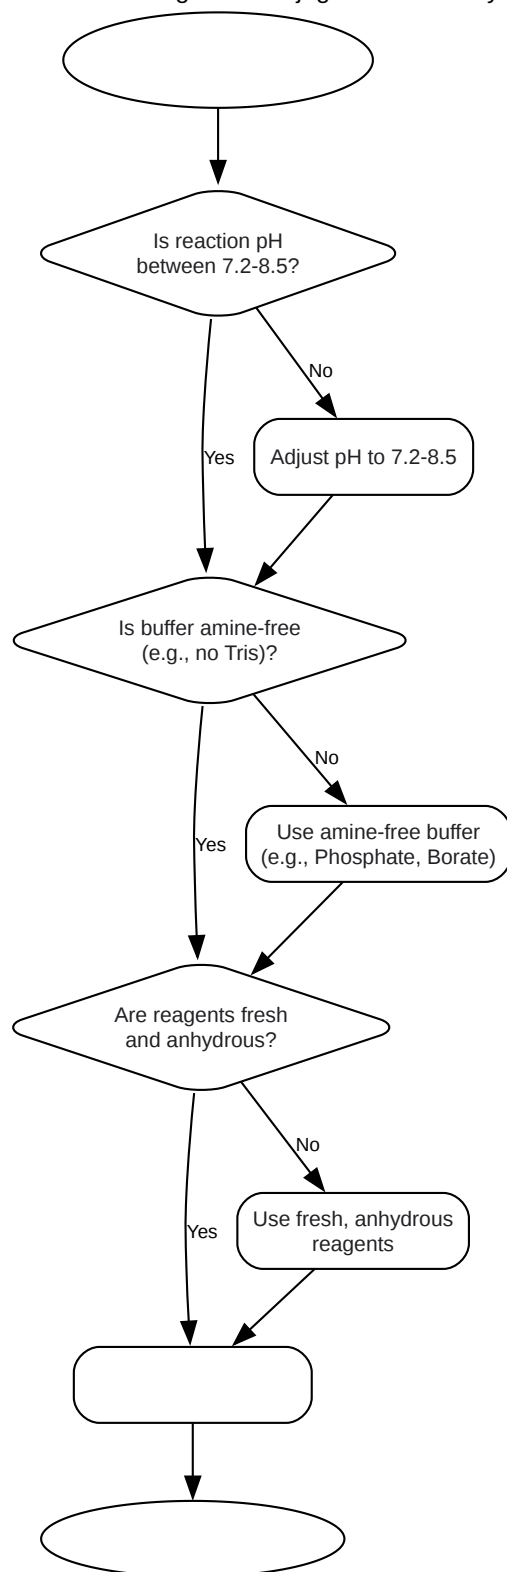 Is reaction pH
between 7.2-8.5?
No
Yes
Adjust pH to 7.2-8.5
Is buffer amine-free
(e.g., no Tris)?
No
Yes
Use amine-free buffer
(e.g., Phosphate, Borate)
Are reagents fresh
and anhydrous?
No
Yes
Use fresh, anhydrous
reagents